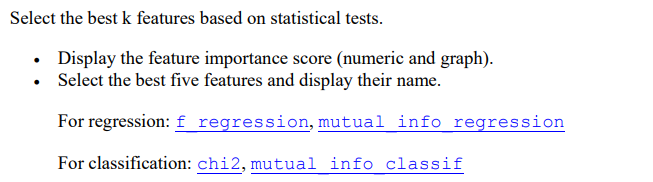 Select the best k features based on statistical tests.
• Display the feature importance score (numeric and graph).
• Select the best five features and display their name.
For regression: f_regression, mutual_info_regression
For classification: chi2, mutual_info_classif